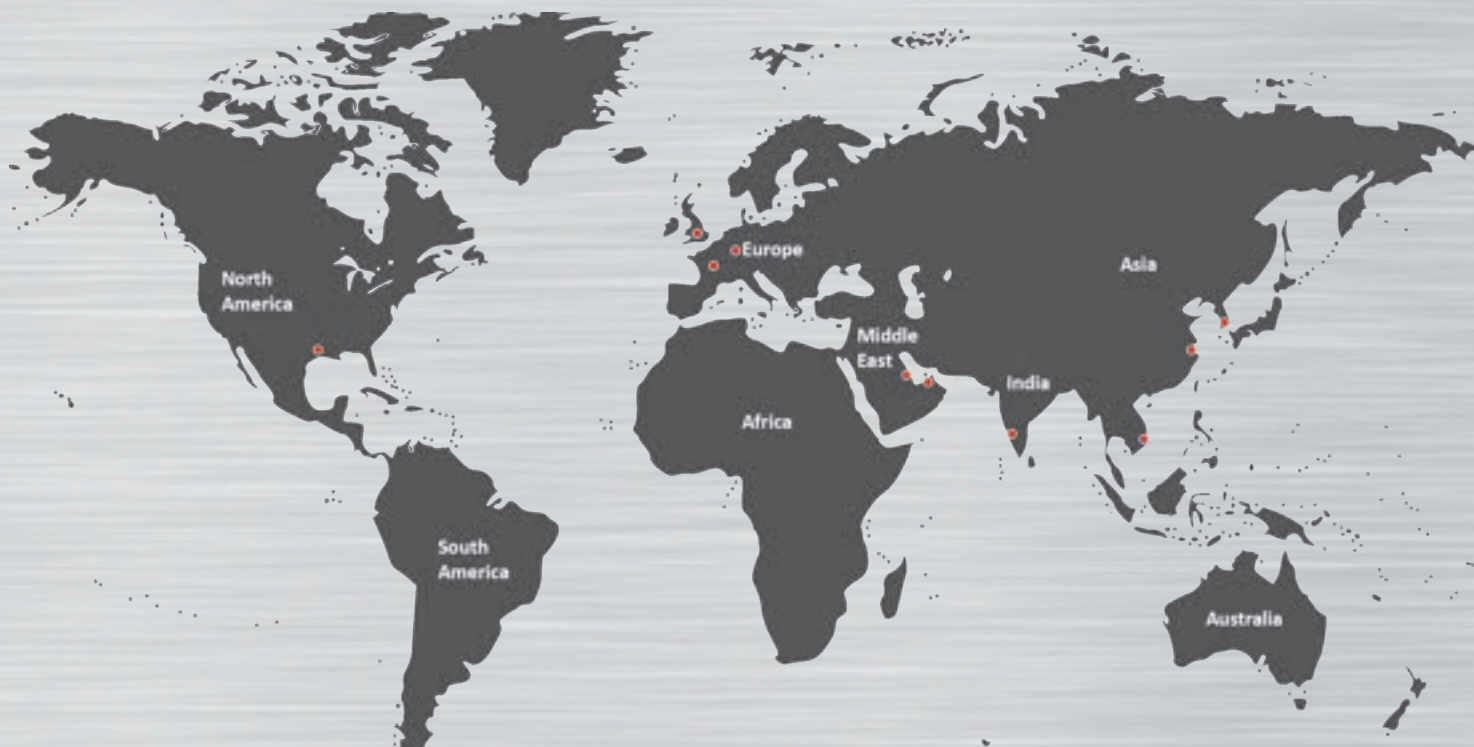 North
America
Europe
Asia
Middle
East
India
Africa
South
America
Australia